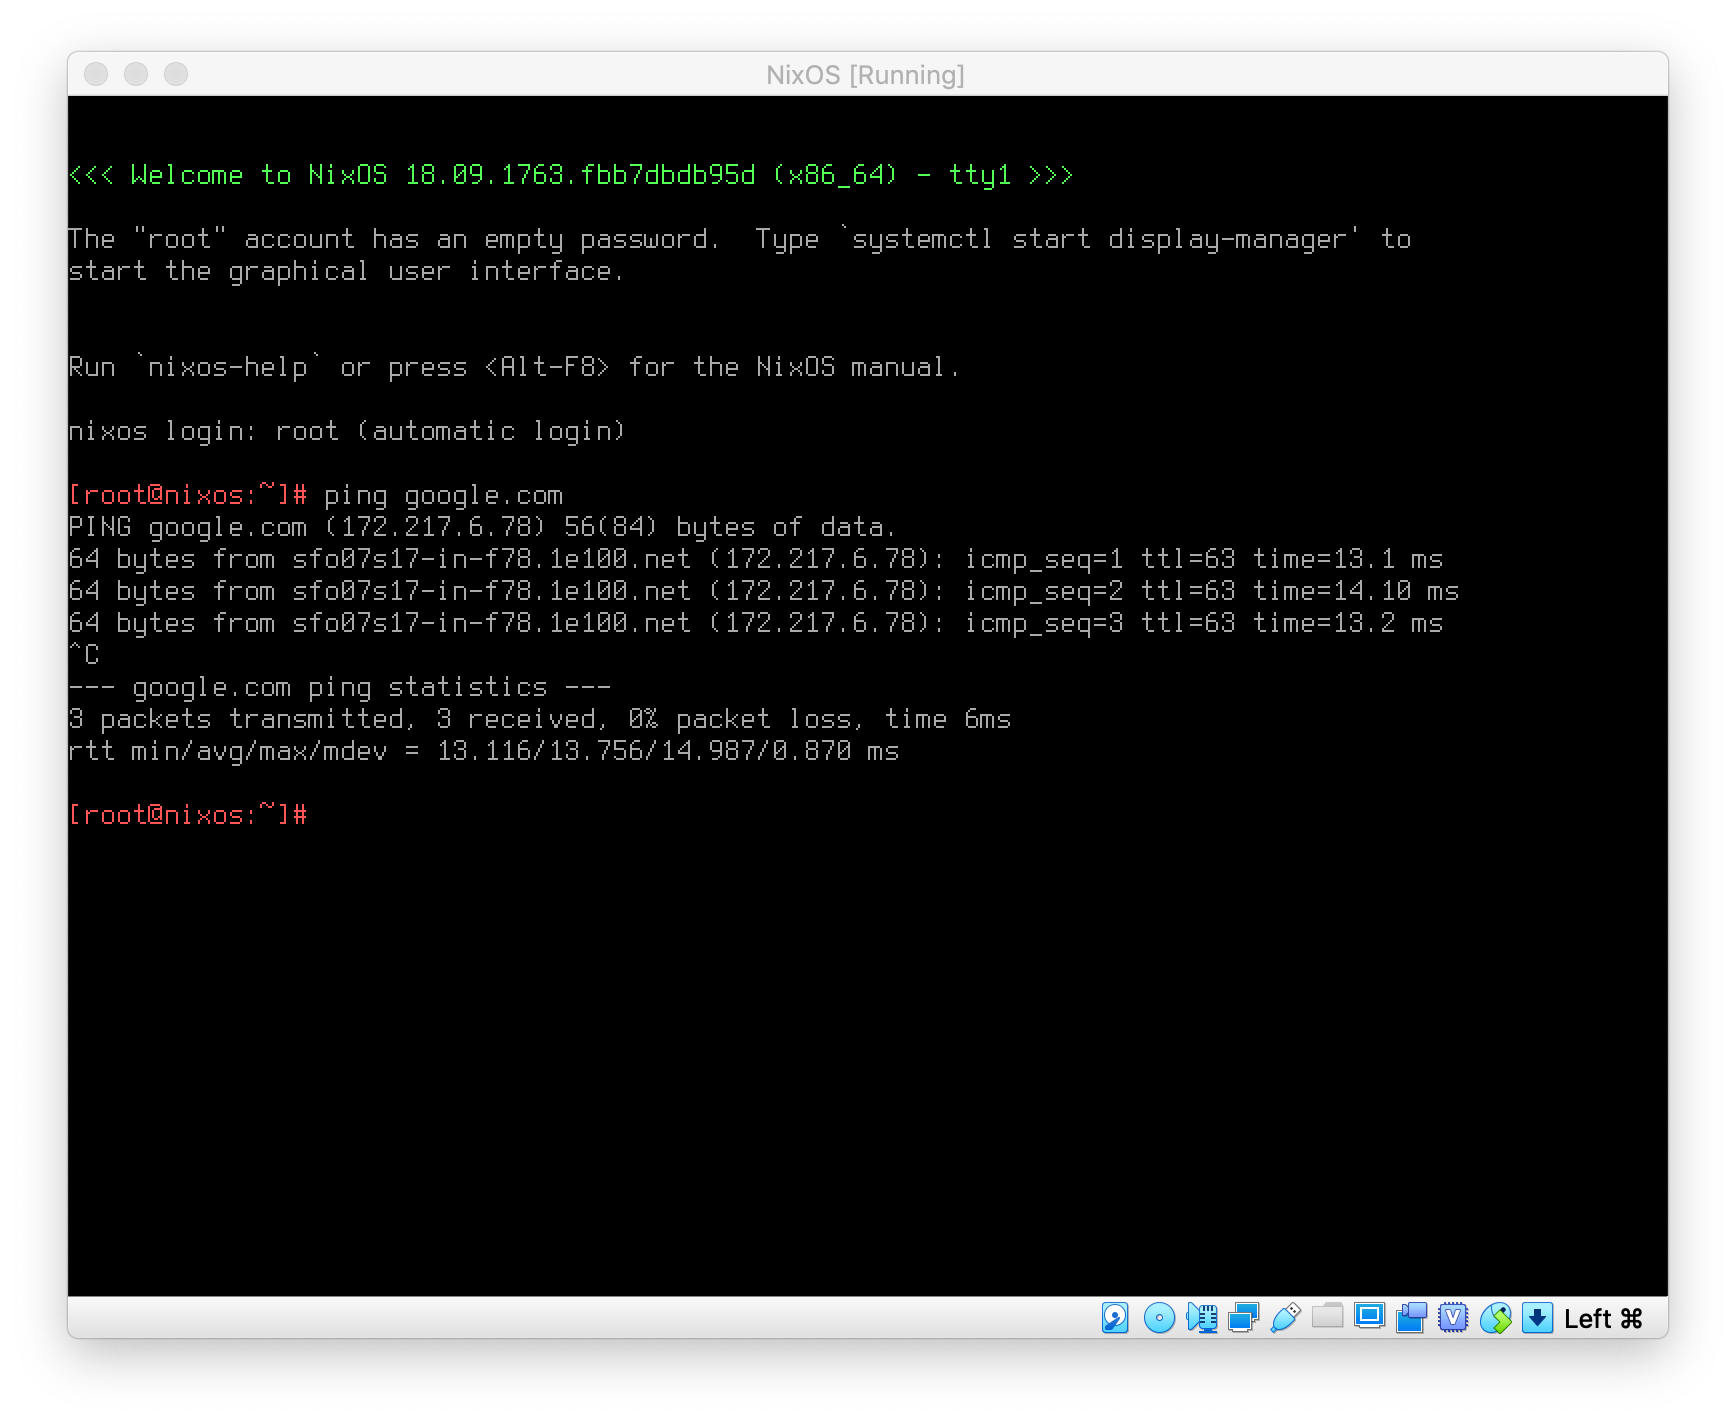 NixOS [Running]
<<< Welcome to NixOS 18.09.1763.fbb7dbdb95d (x86_64) - tty1 >>>
The "root" account has an empty password.  Type `systemctl start display-manager' to
start the graphical user interface.
Run `nixos-help` or press <Alt-F8> for the NixOS manual.
nixos login: root (automatic login)
[root@nixos:~]# ping google.com
PING google.com (172.217.6.78) 56(84) bytes of data.
64 bytes from sfo07s17-in-f78.1e100.net (172.217.6.78): icmp_seq=1 ttl=63 time=13.1 ms
64 bytes from sfo07s17-in-f78.1e100.net (172.217.6.78): icmp_seq=2 ttl=63 time=14.10 ms
64 bytes from sfo07s17-in-f78.1e100.net (172.217.6.78): icmp_seq=3 ttl=63 time=13.2 ms
^C
--- google.com ping statistics ---
3 packets transmitted, 3 received, 0% packet loss, time 6ms
rtt min/avg/max/mdev = 13.116/13.756/14.987/0.870 ms
[root@nixos:~]#
Left ⌘